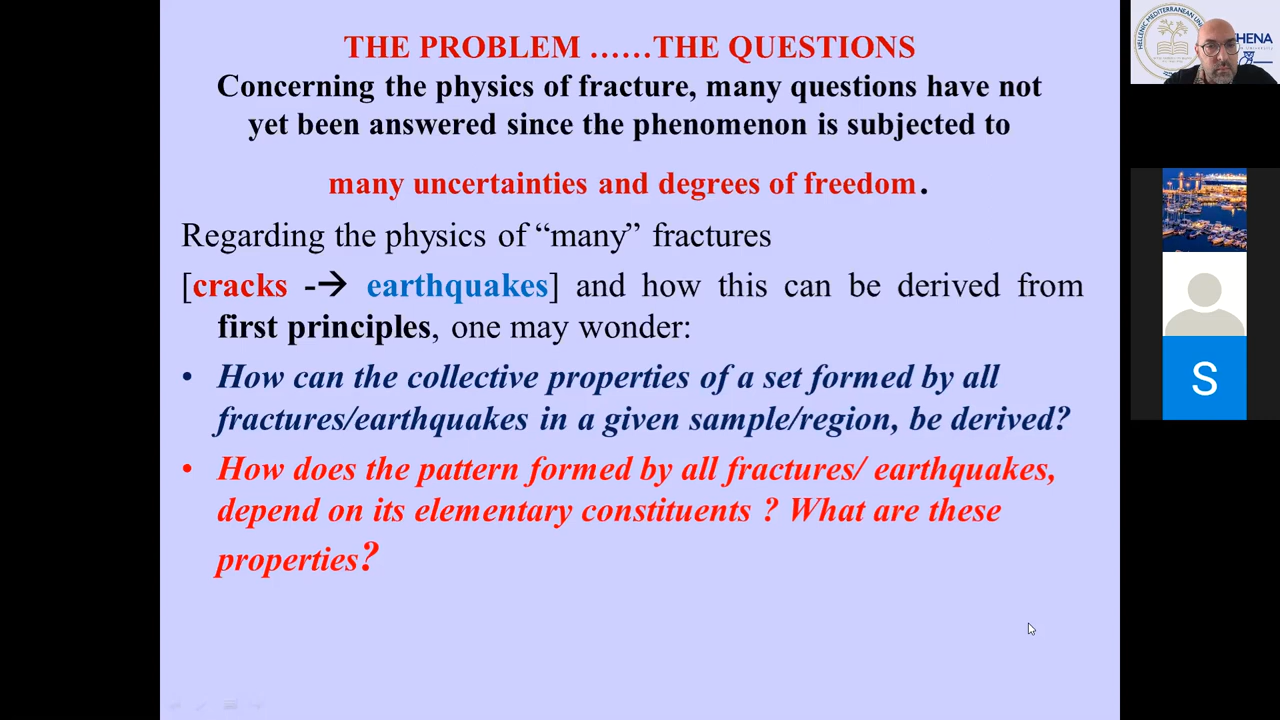 THE PROBLEM ......THE QUESTIONS
Concerning the physics of fracture, many questions have not
yet been answered since the phenomenon is subjected to
many uncertainties and degrees of freedom.
Regarding the physics of “many” fractures
[cracks -→ earthquakes] and how this can be derived from
first principles, one may wonder:
• How can the collective properties of a set formed by all
fractures/earthquakes in a given sample/region, be derived?
• How does the pattern formed by all fractures/ earthquakes,
depend on its elementary constituents ? What are these
properties?
HELLENIC MEDITERRANEAN UNI
HENA
S